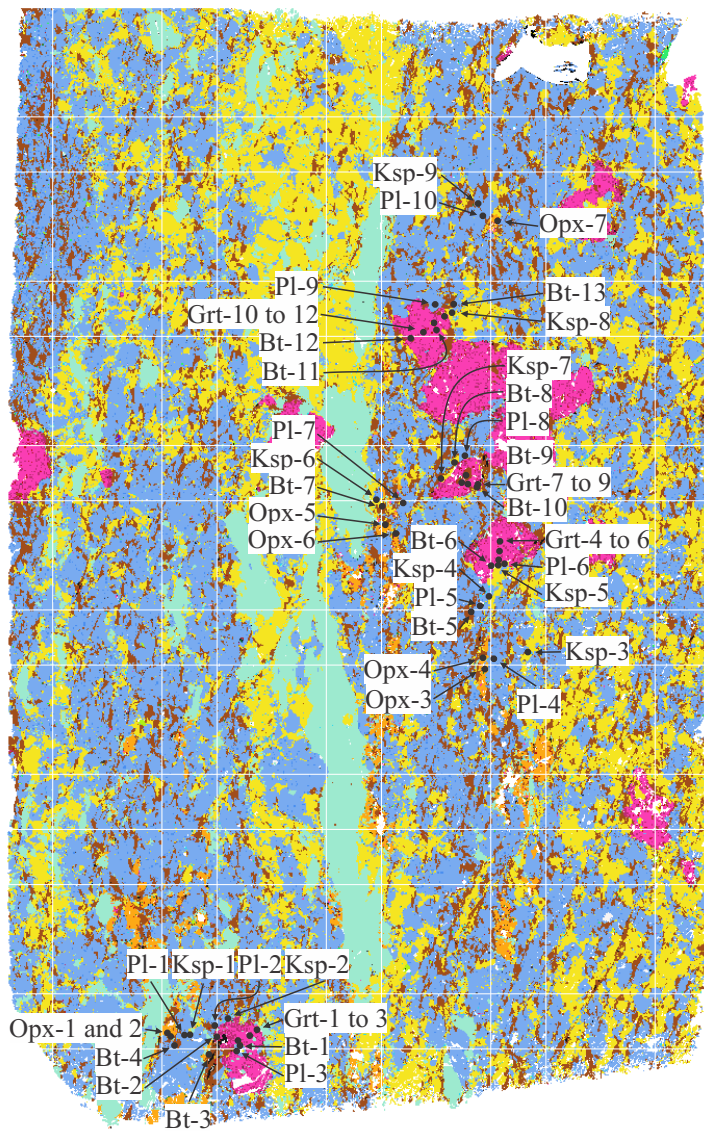 Ksp-9
Pl-10
Opx-7
Pl-9
Bt-13
Grt-10 to 12
Ksp-8
Bt-12
Bt-11
Ksp-7
Bt-8
Pl-8
Pl-7
Ksp-6
Bt-9
Bt-7
Grt-7 to 9
Opx-5
Bt-10
Opx-6
Bt-6
Grt-4 to 6
Ksp-4
Pl-6
Pl-5
Ksp-5
Bt-5
Ksp-3
Opx-4
Opx-3
Pl-4
Pl-1
Ksp-1
Pl-2
Ksp-2
Opx-1 and 2
Grt-1 to 3
Bt-4
Bt-1
Bt-2
Pl-3
Bt-3